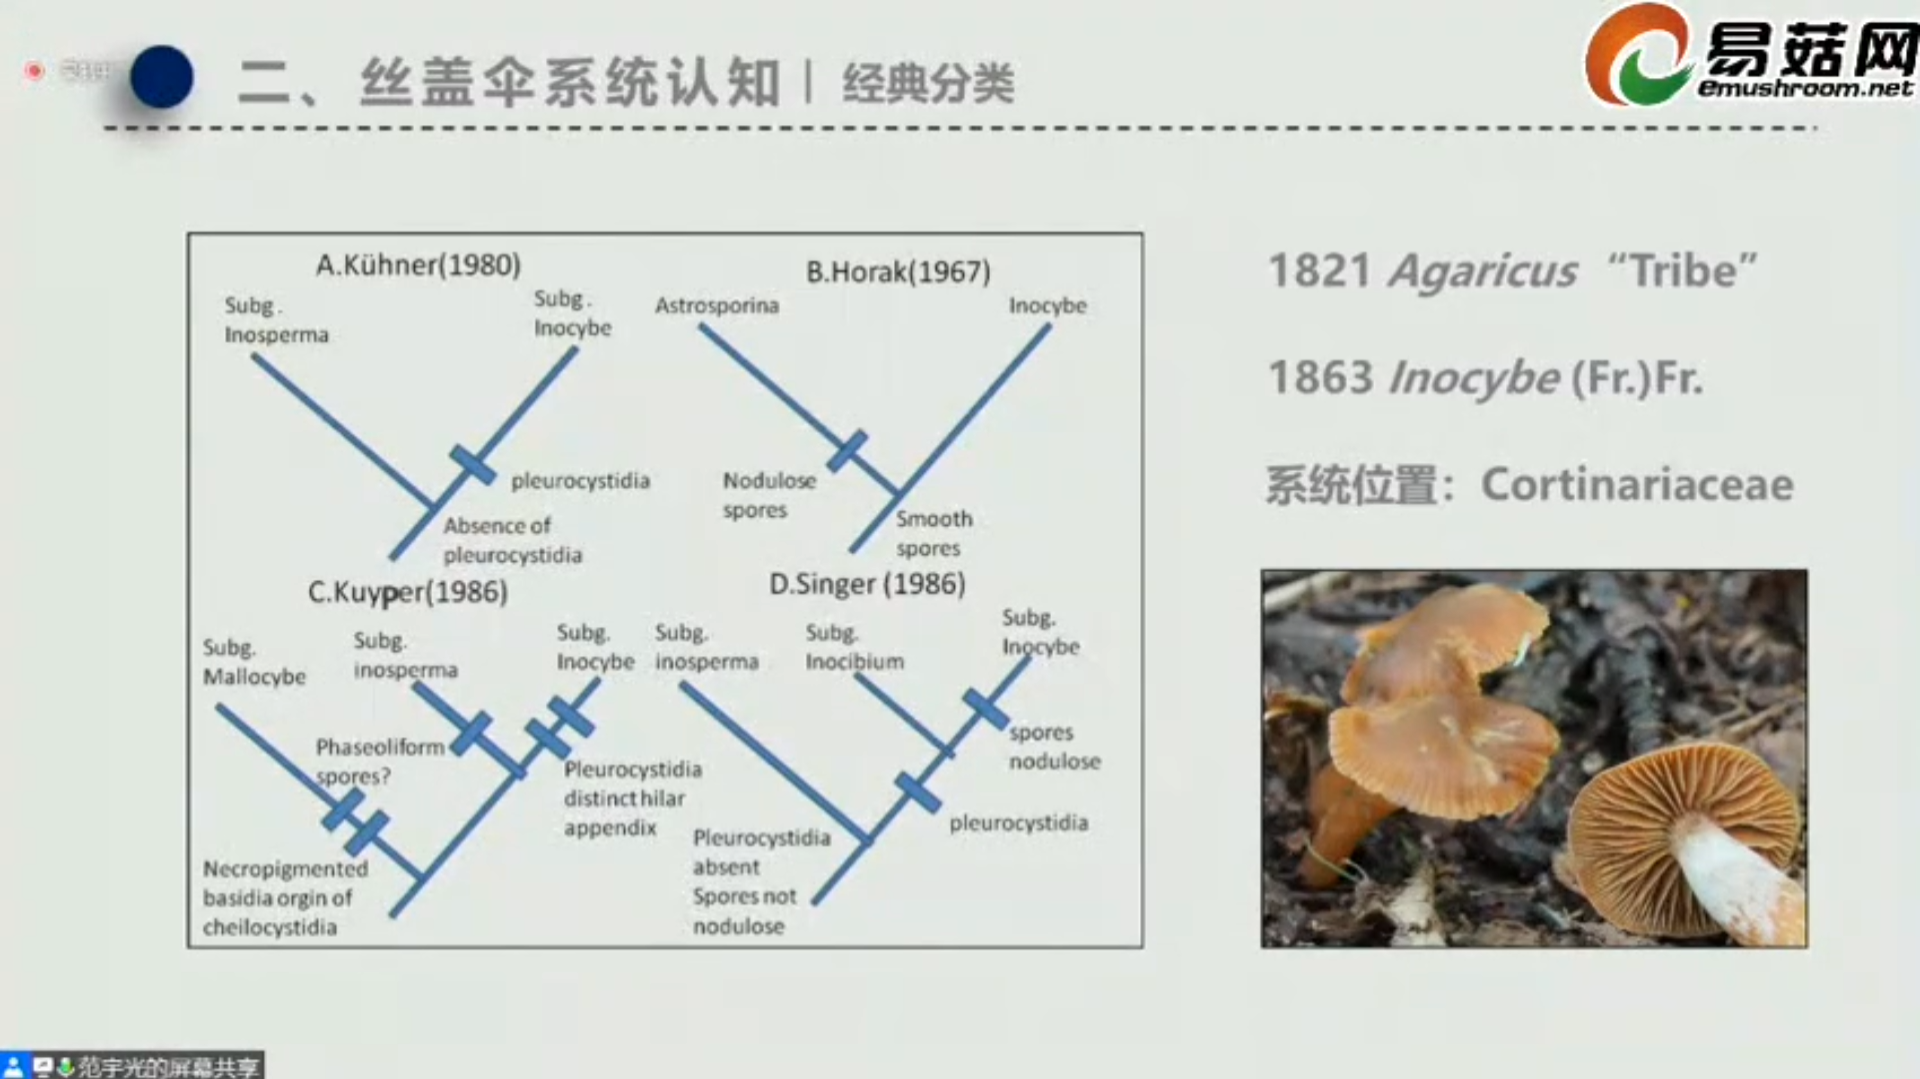 二、丝盖伞系统认知 | 经典分类
易菇网
emushroom.net
A.Kühner(1980)
Subg.
Inosperma
Subg.
Inocybe
pleurocystidia
Absence of
pleurocystidia
B.Horak(1967)
Astrosporina
Inocybe
Nodulose
spores
Smooth
spores
C.Kuyper(1986)
Subg.
Mallocybe
Subg.
inosperma
Subg.
Inocybe
Phaseoliform
spores?
Pleurocystidia
distinct hilar
appendix
Necropigmented
basidia orgin of
cheilocystidia
D.Singer (1986)
Subg.
inosperma
Subg.
Inocibium
Subg.
Inocybe
spores
nodulose
pleurocystidia
Pleurocystidia
absent
Spores not
nodulose
1821 Agaricus “Tribe”
1863 Inocybe (Fr.)Fr.
系统位置：Cortinariaceae
范宇光的屏幕共享